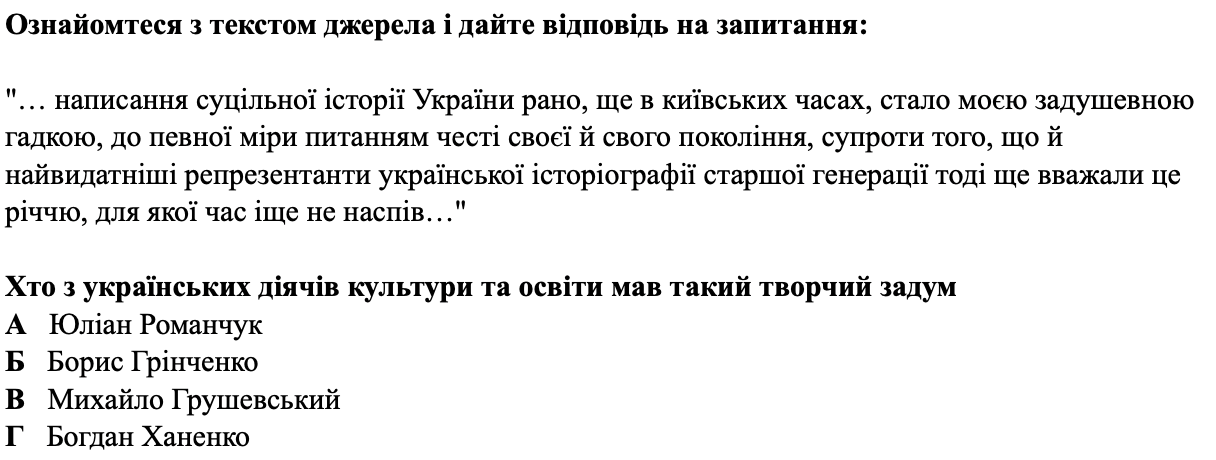 Ознайомтеся з текстом джерела і дайте відповідь на запитання:
"… написання суцільної історії України рано, ще в київських часах, стало моєю задушевною
гадкою, до певної міри питанням честі своєї й свого покоління, супроти того, що й
найвидатніші репрезентанти української історіографії старшої генерації тоді ще вважали це
річчю, для якої час іще не наспів…"
Хто з українських діячів культури та освіти мав такий творчий задум
А Юліан Романчук
Б Борис Грінченко
В Михайло Грушевський
Г Богдан Ханенко